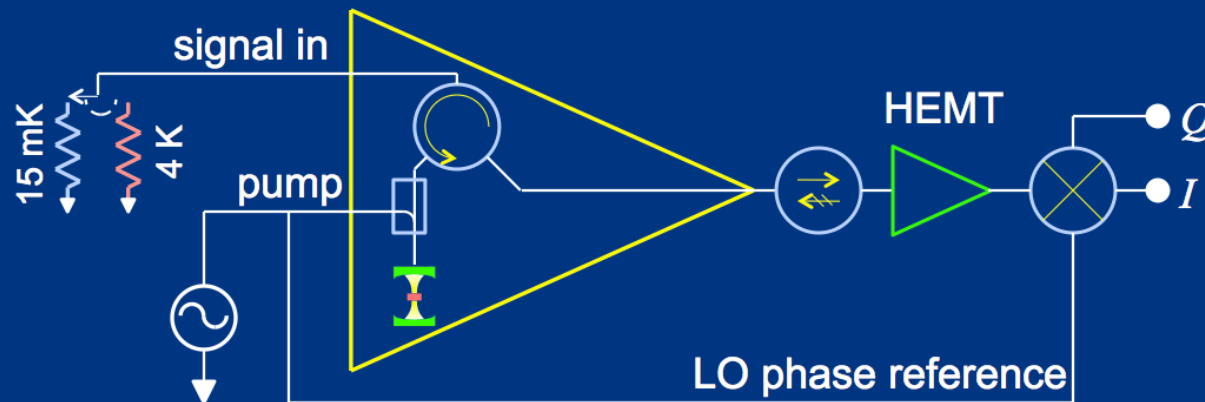 signal in
HEMT
15 mK
4 K
Q
pump
I
LO phase reference